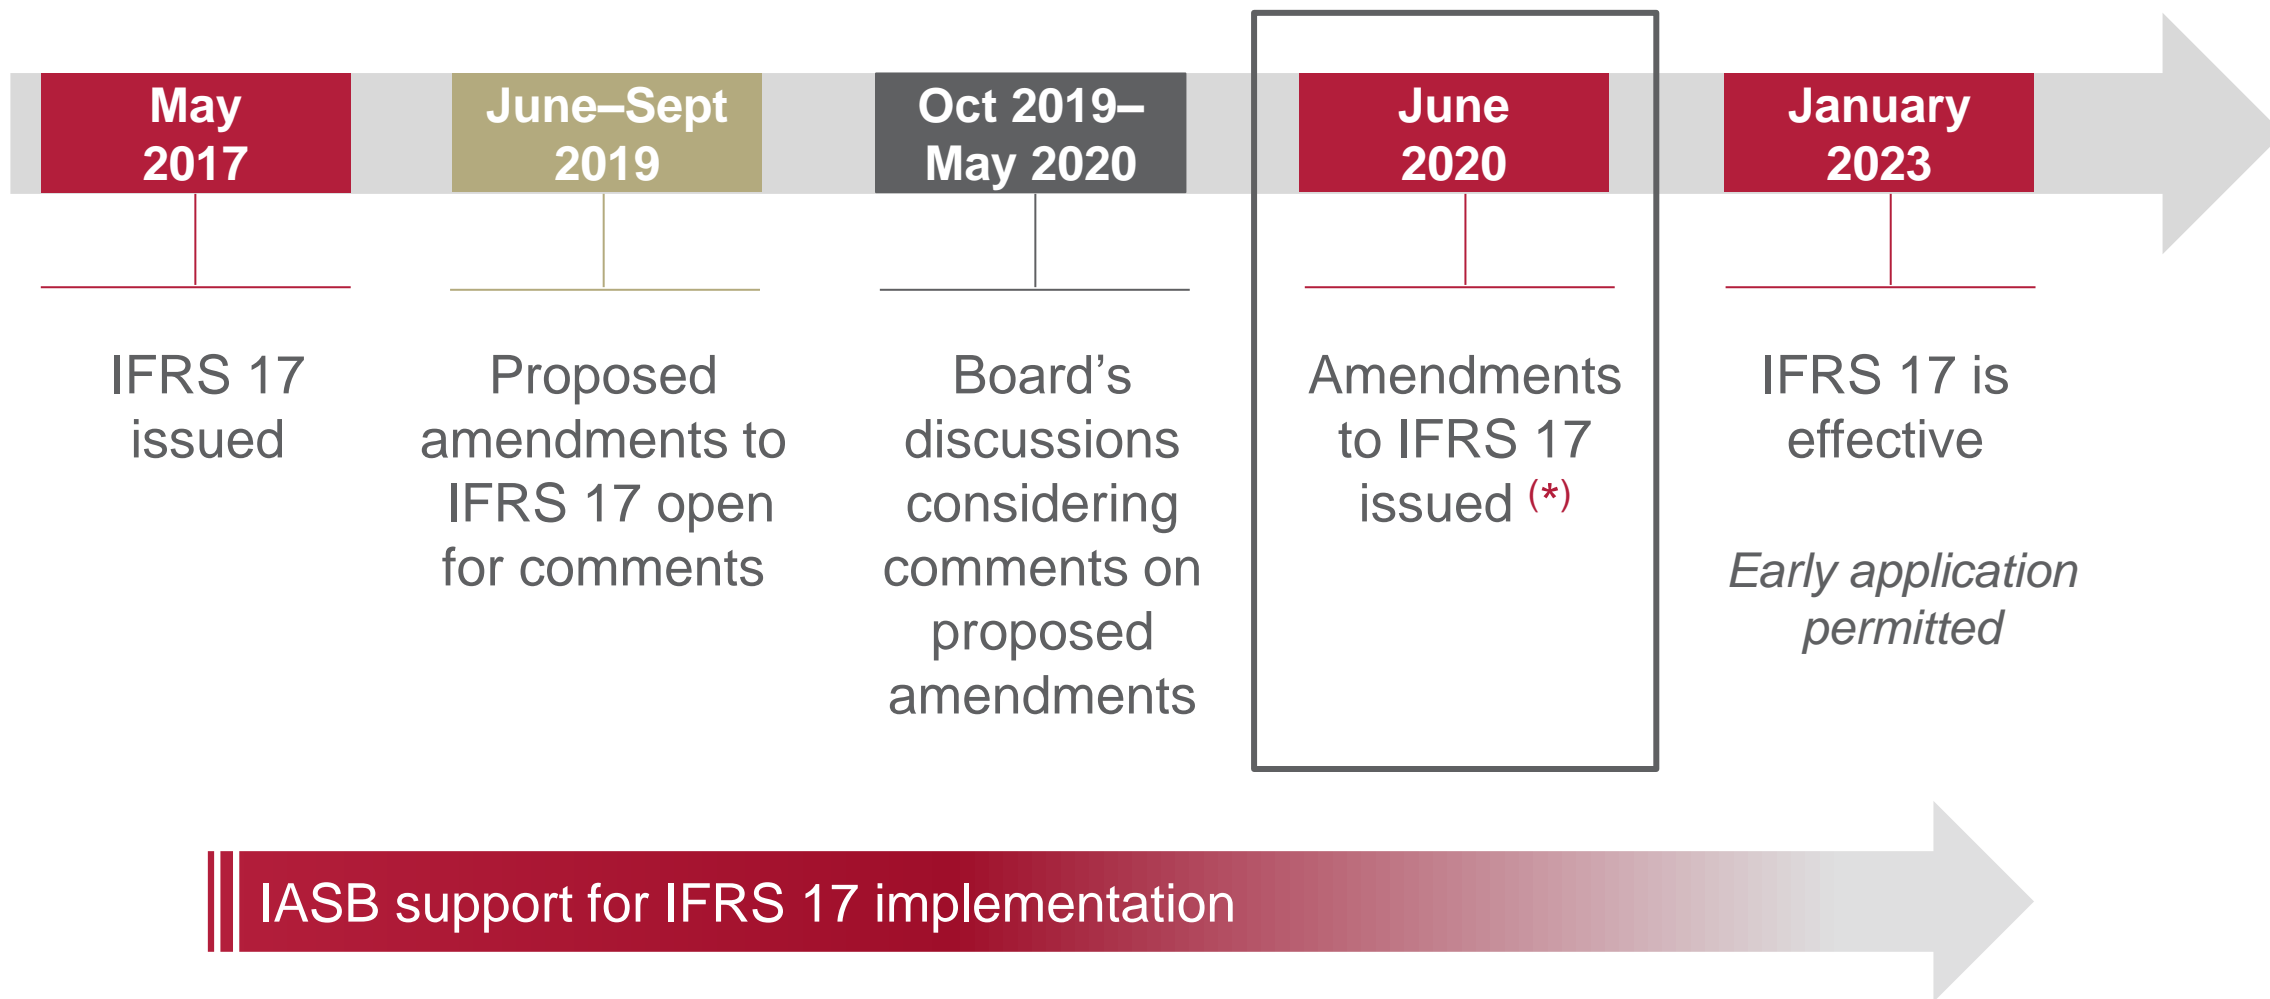 May
2017
June–Sept
2019
Oct 2019–
May 2020
June
2020
January
2023
IFRS 17
issued
Proposed
amendments to
IFRS 17 open
for comments
Board’s
discussions
considering
comments on
proposed
amendments
Amendments
to IFRS 17
issued (*)
IFRS 17 is
effective
Early application
permitted
IASB support for IFRS 17 implementation